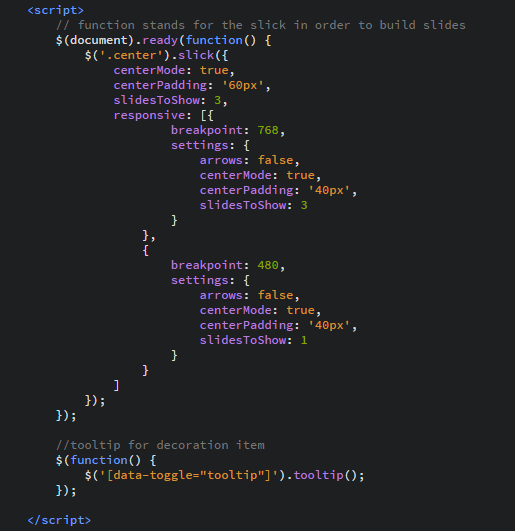 <script>
// function stands for the slick in order to build slides
$(document).ready(function() {
$('.center').slick({
centerMode: true,
centerPadding: '60px',
slidesToShow: 3,
responsive: [{
breakpoint: 768,
settings: {
arrows: false,
centerMode: true,
centerPadding: '40px',
slidesToShow: 3
}
},
{
breakpoint: 480,
settings: {
arrows: false,
centerMode: true,
centerPadding: '40px',
slidesToShow: 1
}
}
]
});
});
//tooltip for decoration item
$(function() {
$('[data-toggle="tooltip"]').tooltip();
});
</script>